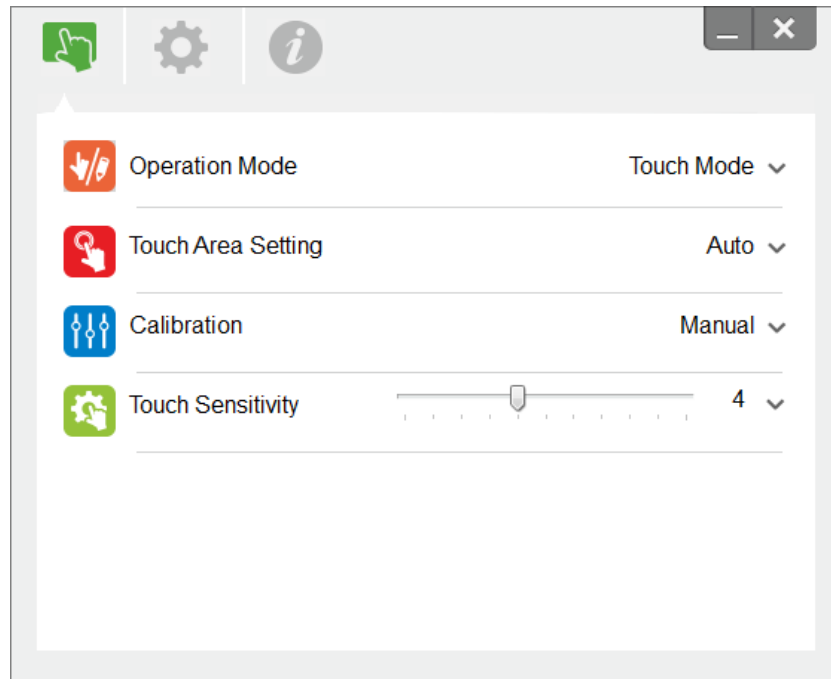 Operation Mode Touch Mode
Touch Area Setting Auto
Calibration Manual
Touch Sensitivity 4